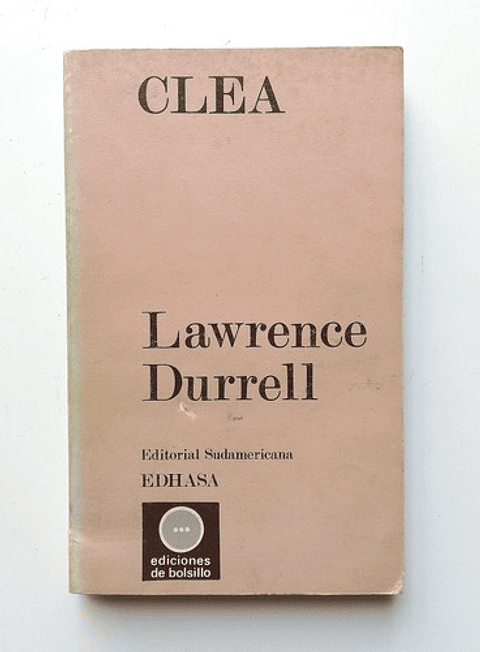 CLEA
Lawrence
Durrell
Editorial Sudamericana
EDHASA
ediciones
de bolsillo